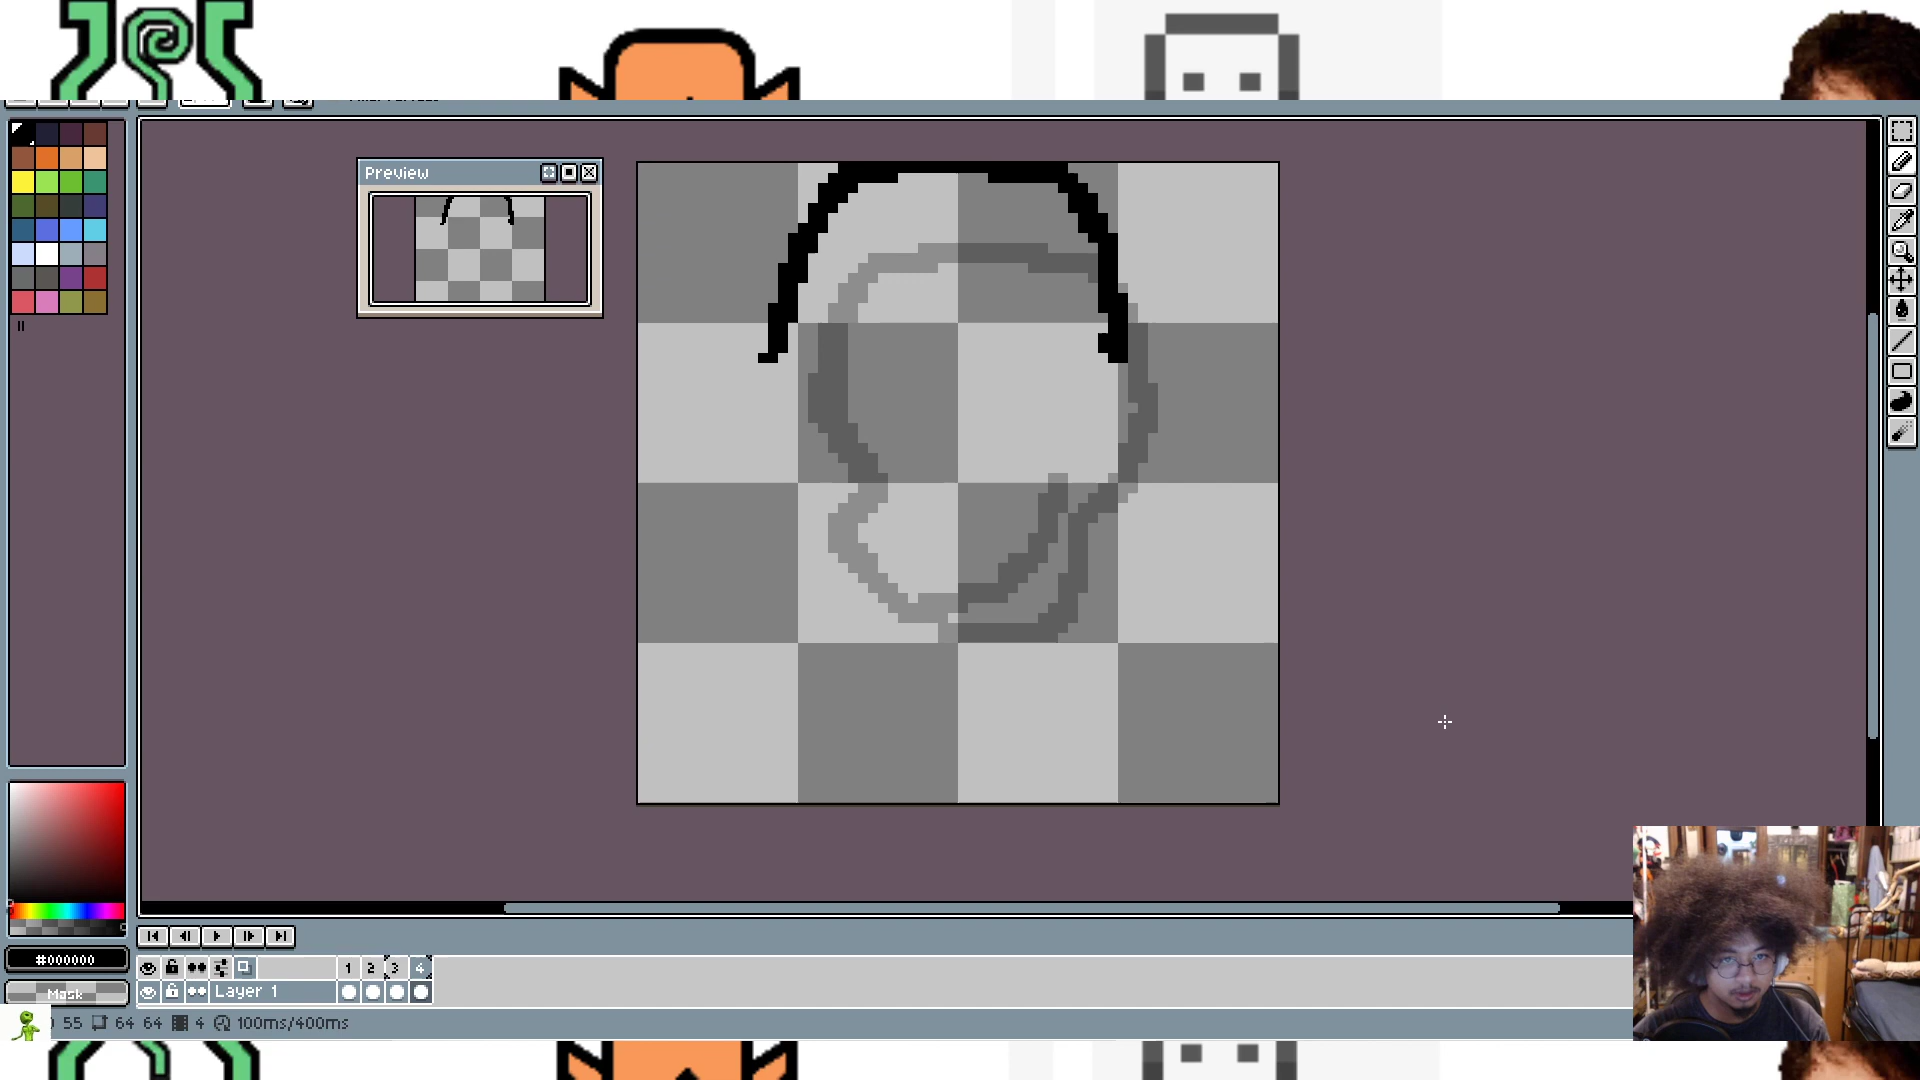 Preview
#000000
Mask
1 2 3 4
Layer 1
55 64 64 4 100ms/400ms